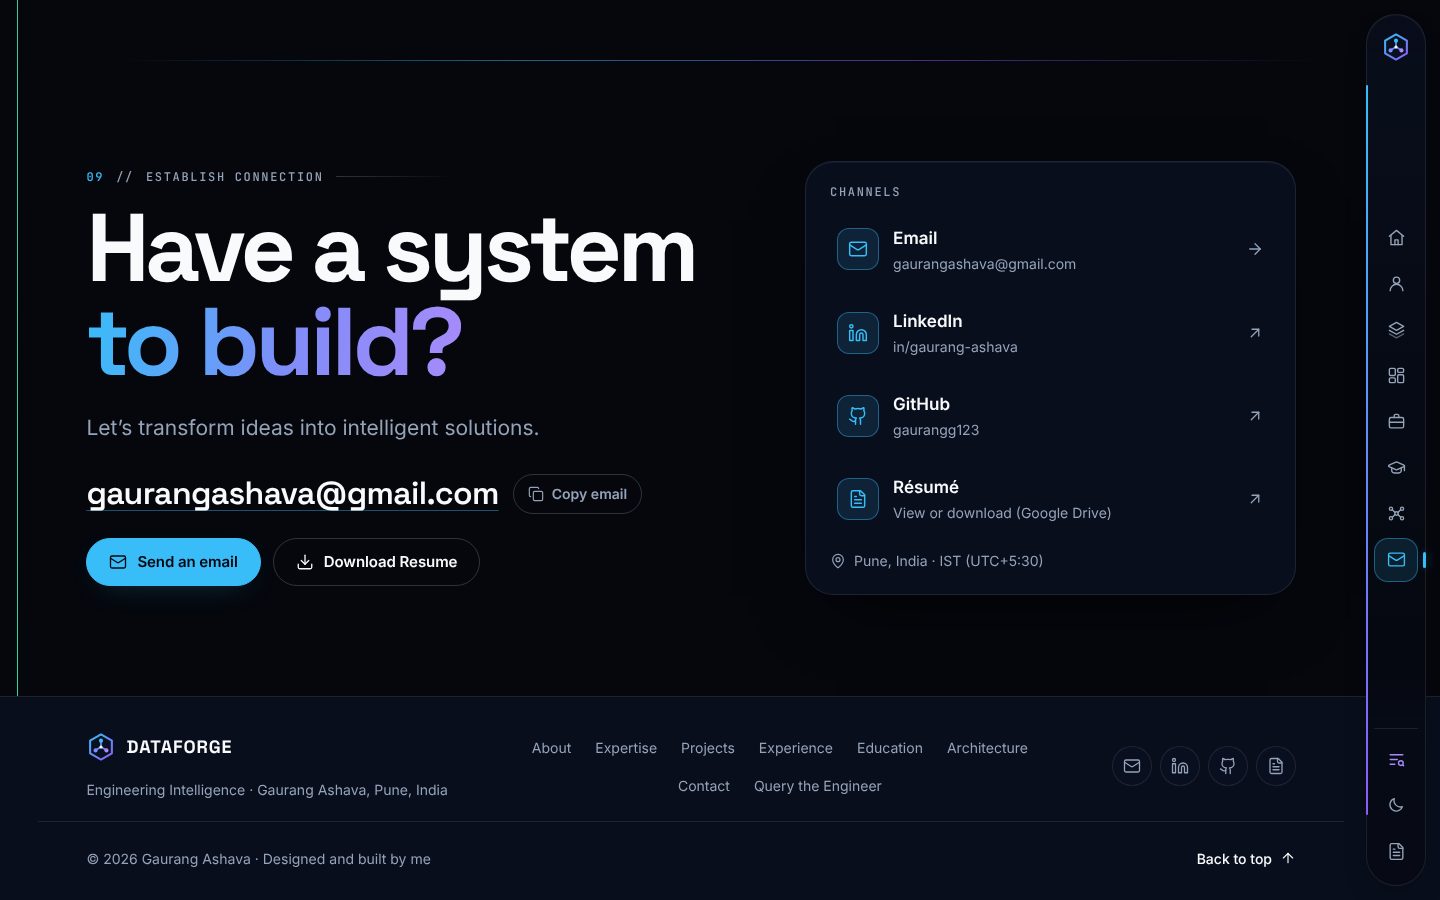 09 // ESTABLISH CONNECTION
Have a system
to build?
Let’s transform ideas into intelligent solutions.
gaurangashava@gmail.com
Copy email
Send an email
Download Resume
CHANNELS
Email
gaurangashava@gmail.com
LinkedIn
in/gaurang-ashava
GitHub
gaurangg123
Résumé
View or download (Google Drive)
Pune, India · IST (UTC+5:30)
DATAFORGE
Engineering Intelligence · Gaurang Ashava, Pune, India
About Expertise Projects Experience Education Architecture
Contact Query the Engineer
© 2026 Gaurang Ashava · Designed and built by me
Back to top